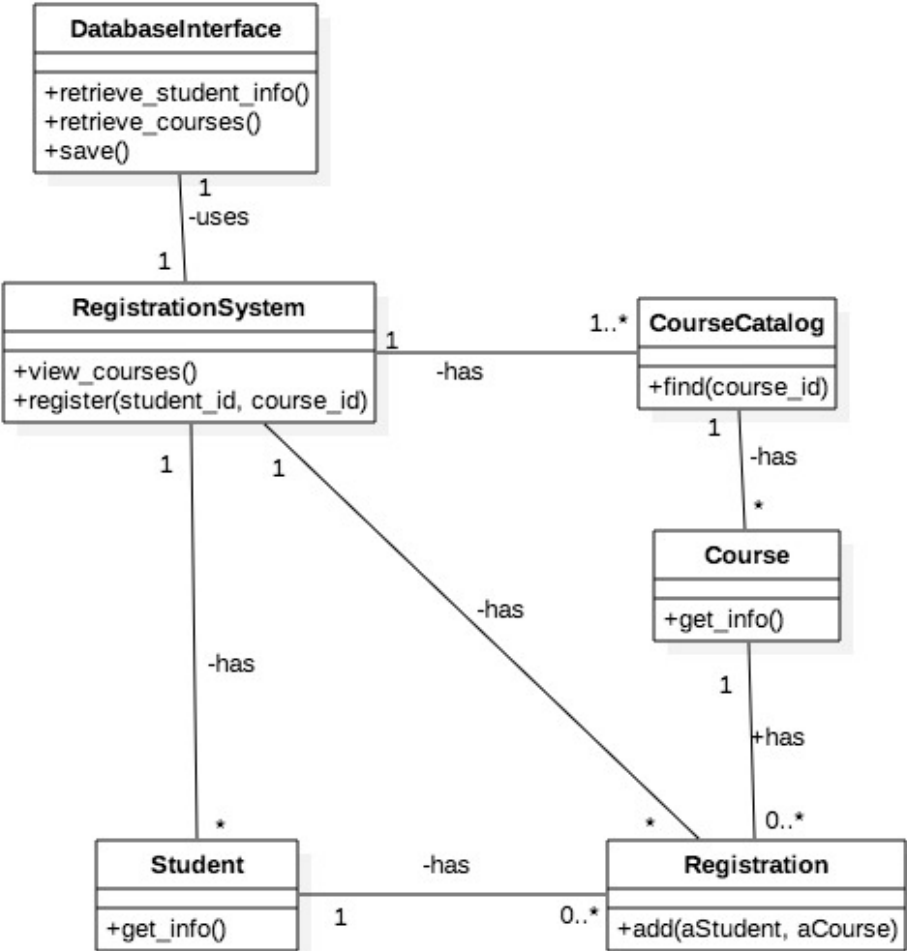 DatabaseInterface
+retrieve_student_info()
+retrieve_courses()
+save()
1
-uses
1
RegistrationSystem
+view_courses()
+register(student_id, course_id)
1
1..*
-has
CourseCatalog
+find(course_id)
1
-has
*
Course
+get_info()
1
+has
0..*
1
-has
*
1
-has
*
Student
+get_info()
-has
1
0..*
Registration
+add(aStudent, aCourse)